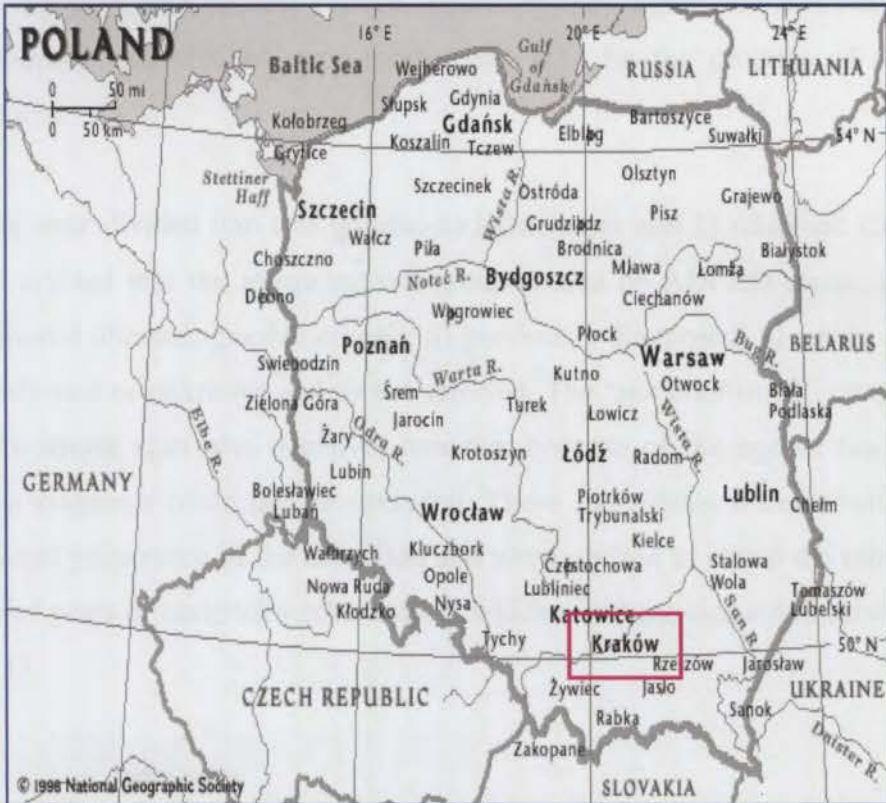 POLAND
16° E
20° E
24° E
Baltic Sea
Gulf
of
Gdańsk
RUSSIA
LITHUANIA
0 50 mi
0 50 km
Wejherowo
Słupsk
Gdynia
Gdańsk
Kołobrzeg
Koszalin
Tczew
Elbląg
Bartoszyce
Suwałki
54° N
Gryfice
Stettiner
Haff
Szczecinek
Ostróda
Olsztyn
Grajewo
Szczecin
Wałcz
Piła
Wisła R.
Grudziądz
Pisz
Brodnica
Białystok
Choszczno
Noteć R.
Bydgoszcz
Mława
Łomża
Dębno
Wągrowiec
Ciechanów
Płock
Poznań
Warsaw
Bug R.
BELARUS
Swiebodzin
Warta R.
Kutno
Otwock
Biała
Podlaska
Zielona Góra
Śrem
Jarocin
Turek
Łowicz
Wisła R.
Elba R.
Żary
Odra R.
Krotoszyn
Łódź
Radom
Lubin
GERMANY
Bolesławiec
Lubań
Piotrków
Trybunalski
Lublin
Chełm
Wrocław
Kielce
Wałbrzych
Kluczbork
Częstochowa
Stalowa
Wola
Nowa Ruda
Opole
Lubliniec
Tomaszów
Lubelski
Kłodzko
Nysa
Katowice
San R.
Tychy
Kraków
50° N
Rzeszów
Jarosław
CZECH REPUBLIC
Żywiec
Jasło
UKRAINE
Rabka
Sanok
Zakopane
Dnister R.
© 1998 National Geographic Society
SLOVAKIA